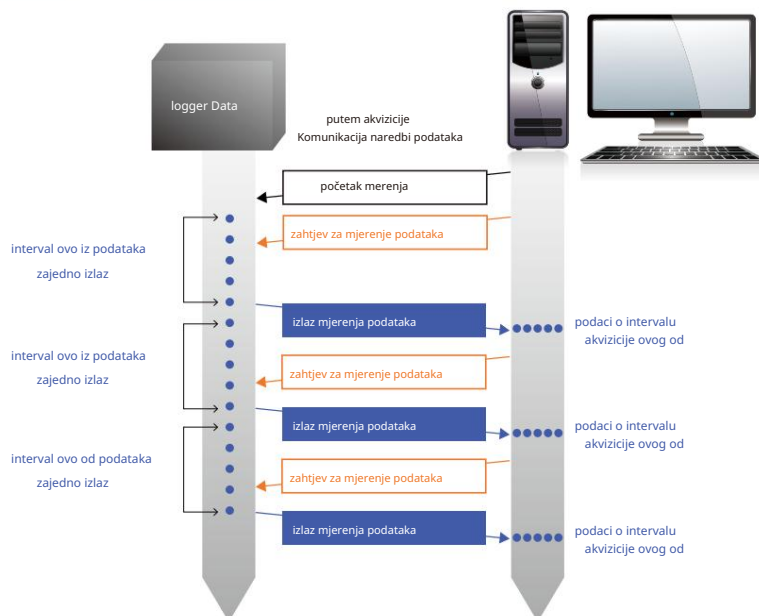 logger Data
putem akvizicije
Komunikacija naredbi podataka
početak merenja
zahtjev za mjerenje podataka
interval ovo iz podataka
zajedno izlaz
izlaz mjerenja podataka
podaci o intervalu
akvizicije ovog od
interval ovo iz podataka
zajedno izlaz
zahtjev za mjerenje podataka
izlaz mjerenja podataka
podaci o intervalu
akvizicije ovog od
interval ovo od podataka
zajedno izlaz
zahtjev za mjerenje podataka
izlaz mjerenja podataka
podaci o intervalu
akvizicije ovog od